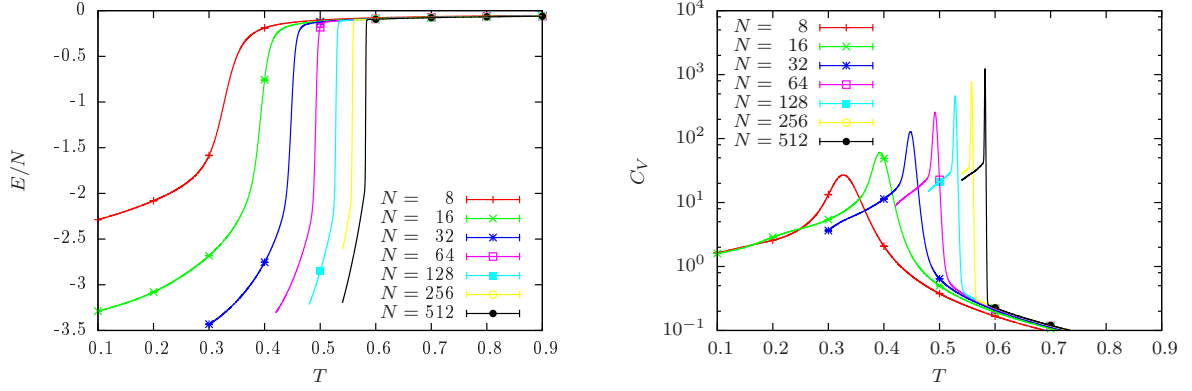 0
-0.5
-1
-1.5
-2
-2.5
-3
-3.5
0.1 0.2 0.3 0.4 0.5 0.6 0.7 0.8 0.9
E/N
T
N = 8
N = 16
N = 32
N = 64
N = 128
N = 256
N = 512
10^4
10^3
10^2
10^1
10^0
10^-1
0.1 0.2 0.3 0.4 0.5 0.6 0.7 0.8 0.9
C_V
T
N = 8
N = 16
N = 32
N = 64
N = 128
N = 256
N = 512